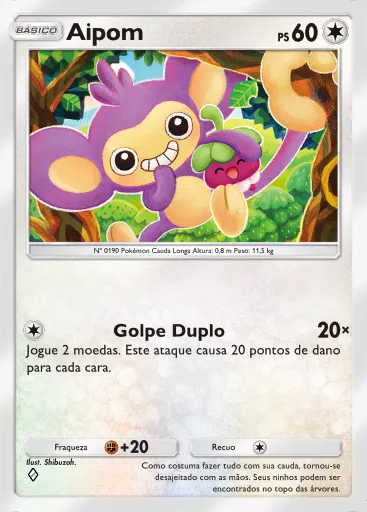 BÁSICO Aipom PS 60
Nº 0190 Pokémon Cauda Longa Altura: 0,8 m Peso: 11,5 kg
Golpe Duplo 20×
Jogue 2 moedas. Este ataque causa 20 pontos de dano
para cada cara.
Fraqueza +20 Recuo
Ilust. Shibuzoh.
Como costuma fazer tudo com sua cauda, tornou-se
desajeitado com as mãos. Seus ninhos podem ser
encontrados no topo das árvores.